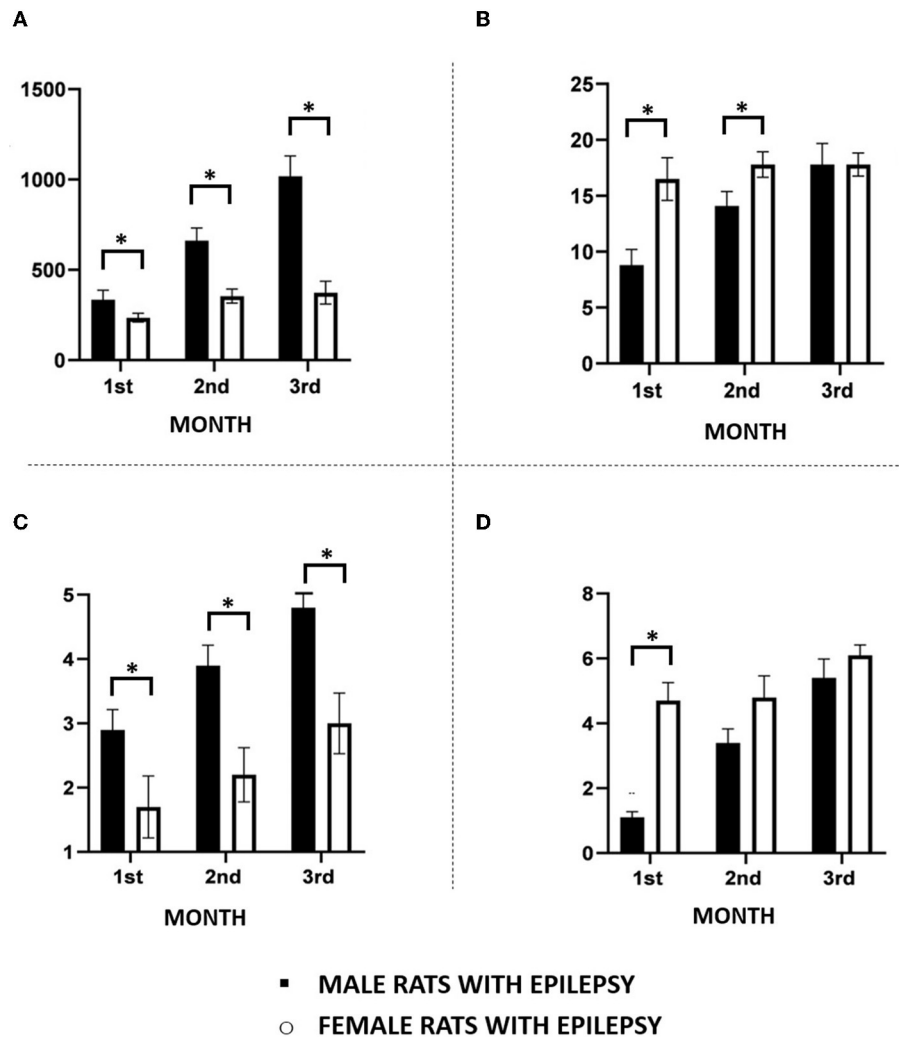 A
1500
1000
500
0
*
*
*
1st 2nd 3rd
MONTH
B
25
20
15
10
5
0
*
*
1st 2nd 3rd
MONTH
C
5
4
3
2
1
*
*
*
1st 2nd 3rd
MONTH
D
8
6
4
2
0
*
1st 2nd 3rd
MONTH
MALE RATS WITH EPILEPSY
FEMALE RATS WITH EPILEPSY